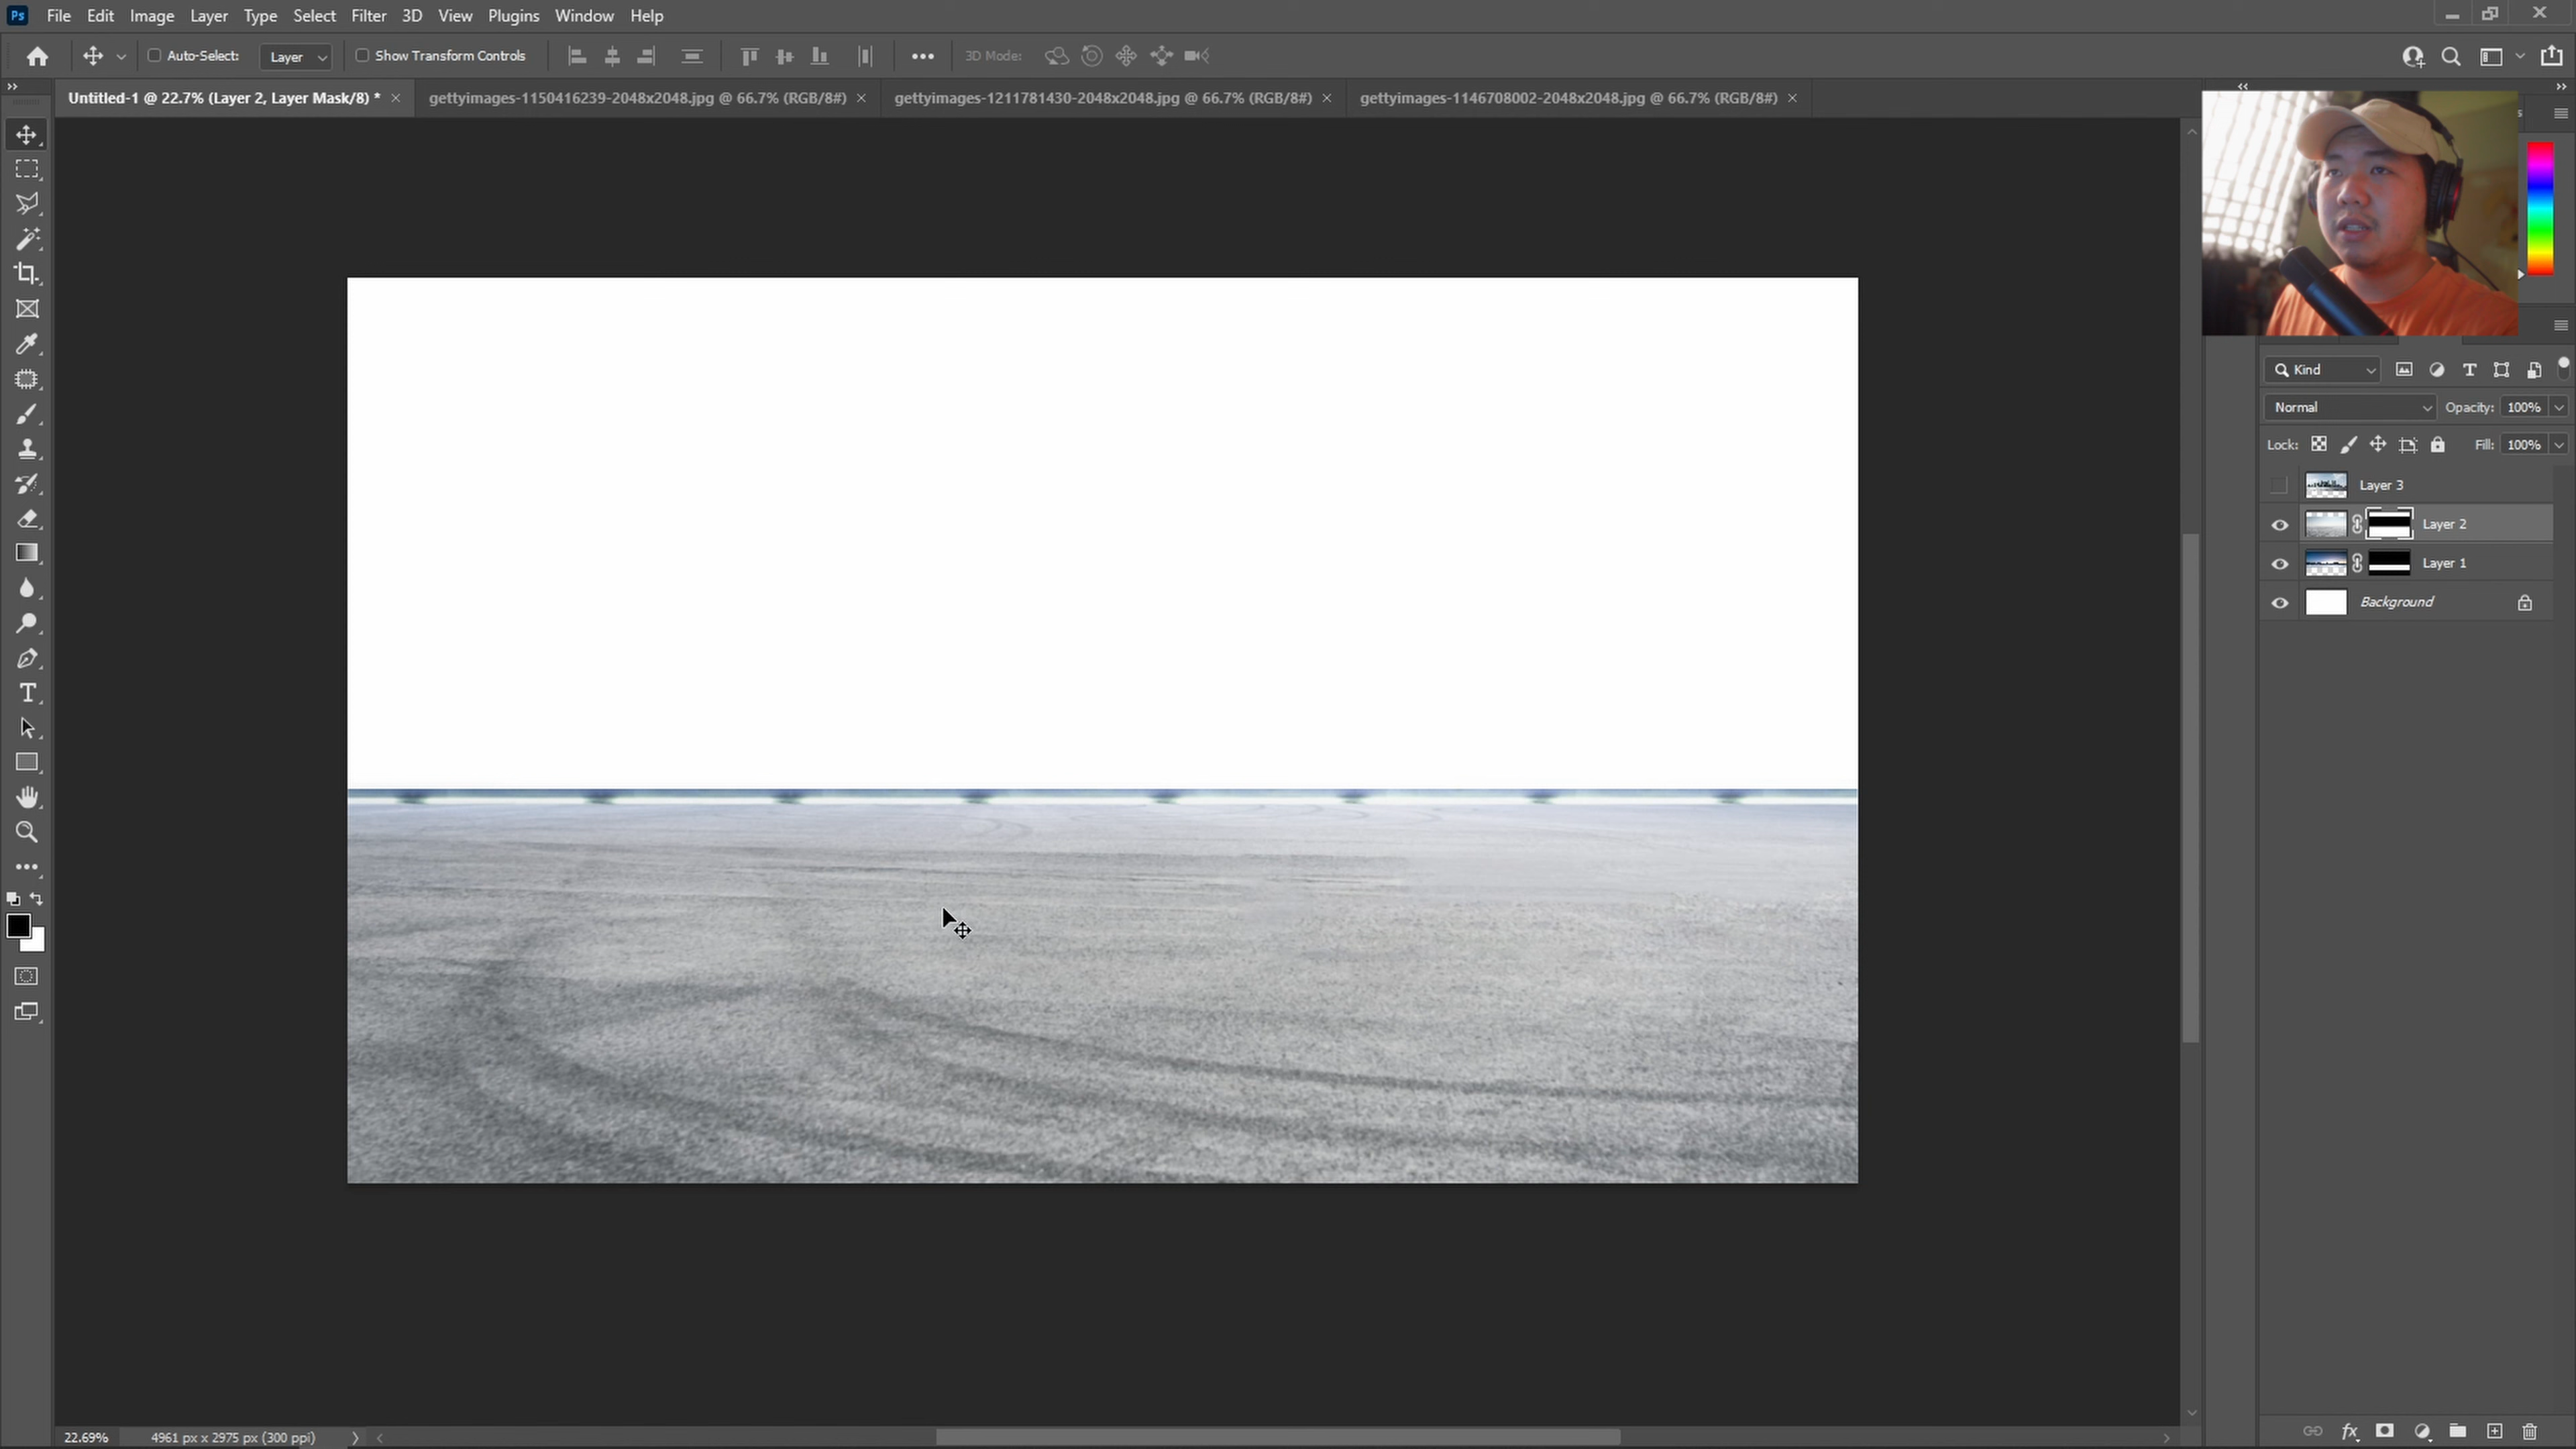 Ps File Edit Image Layer Type Select Filter 3D View Plugins Window Help
Auto-Select: Layer Show Transform Controls 3D Mode:
Untitled-1 @ 22.7% (Layer 2, Layer Mask/8) * × gettyimages-1150416239-2048x2048.jpg @ 66.7% (RGB/8#) × gettyimages-1211781430-2048x2048.jpg @ 66.7% (RGB/8#) × gettyimages-1146708002-2048x2048.jpg @ 66.7% (RGB/8#) ×
Kind
Normal Opacity: 100%
Lock: Fill: 100%
Layer 3
Layer 2
Layer 1
Background
22.69% 4961 px x 2975 px (300 ppi)